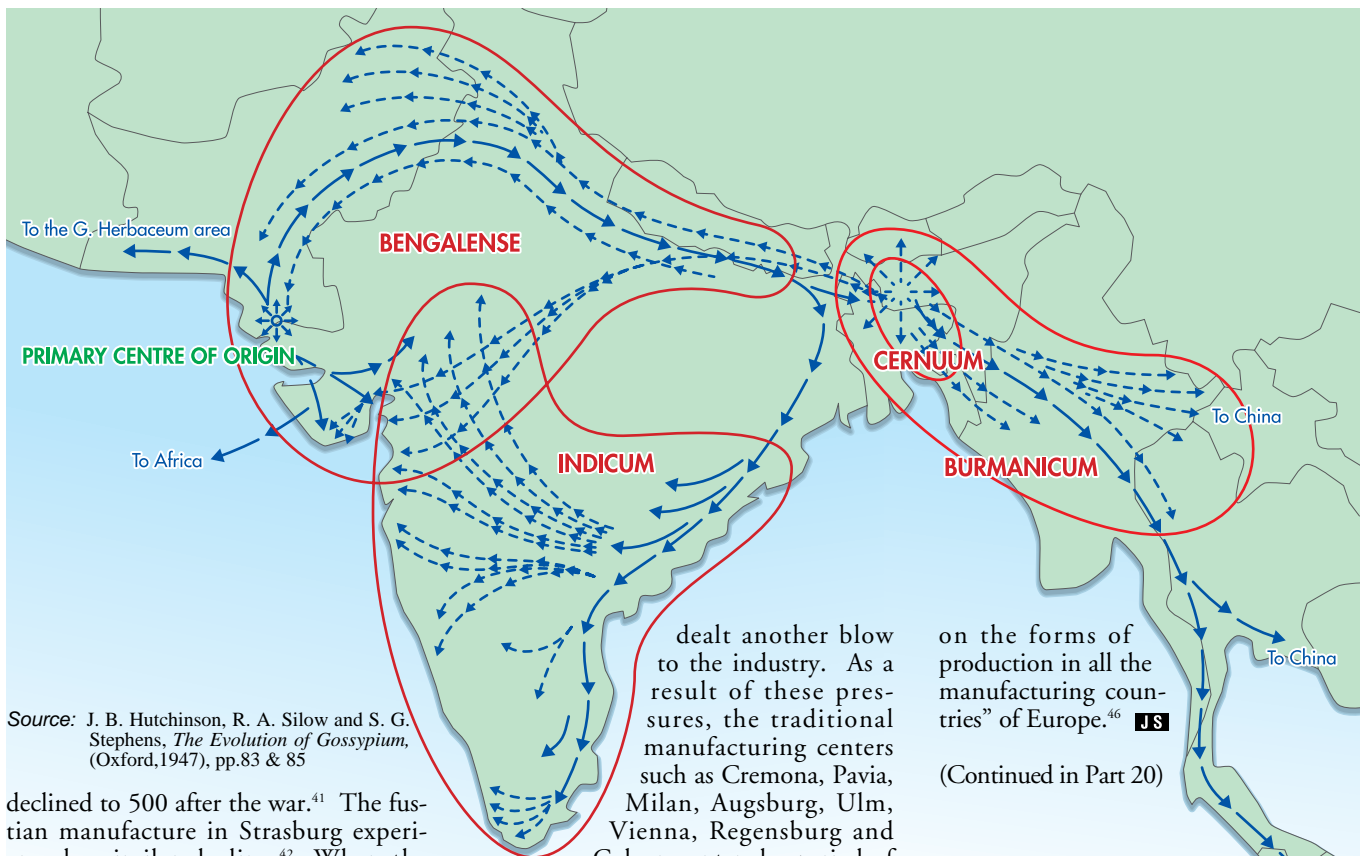 To the G. Herbaceum area
BENGALENSE
PRIMARY CENTRE OF ORIGIN
CERNUUM
To China
To Africa
INDICUM
BURMANICUM
To China
Source: J. B. Hutchinson, R. A. Silow and S. G.
Stephens, The Evolution of Gossypium,
(Oxford,1947), pp.83 & 85
declined to 500 after the war.41 The fus-
tian manufacture in Strasburg experi-
dealt another blow
to the industry. As a
result of these pres-
sures, the traditional
manufacturing centers
such as Cremona, Pavia,
Milan, Augsburg, Ulm,
Vienna, Regensburg and
on the forms of
production in all the
manufacturing coun-
tries” of Europe.46 JS
(Continued in Part 20)